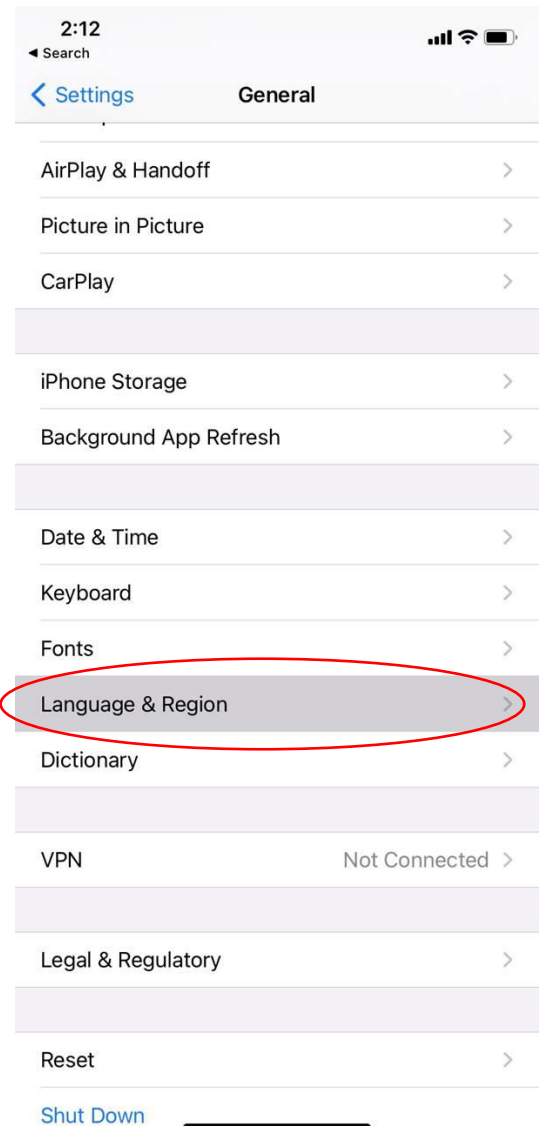 2:12
◀ Search
Settings General
AirPlay & Handoff
Picture in Picture
CarPlay
iPhone Storage
Background App Refresh
Date & Time
Keyboard
Fonts
Language & Region
Dictionary
VPN Not Connected
Legal & Regulatory
Reset
Shut Down